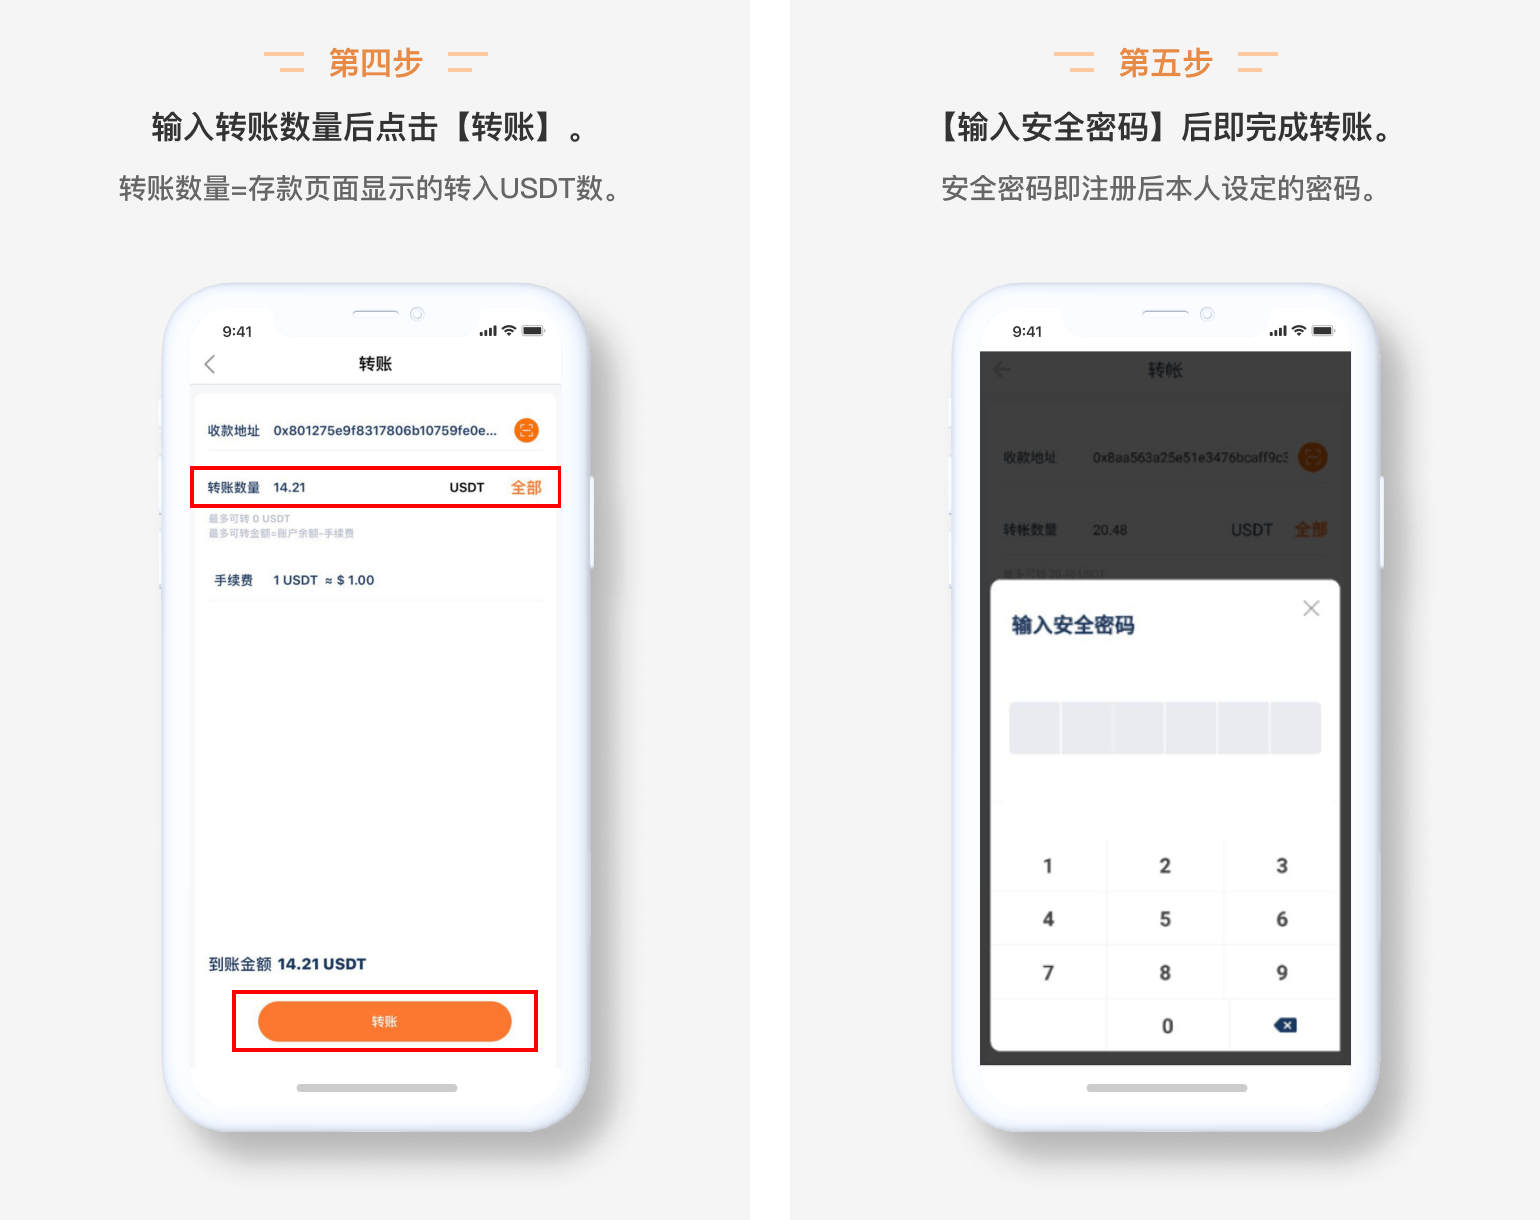 第四步
输入转账数量后点击【转账】。
转账数量=存款页面显示的转入USDT数。
9:41
转账
收款地址 0x801275e9f8317806b10759fe0e...
转账数量 14.21 USDT 全部
最多可转 0 USDT
最多可转金额=账户余额-手续费
手续费 1 USDT ≈ $ 1.00
到账金额 14.21 USDT
转账
第五步
【输入安全密码】后即完成转账。
安全密码即注册后本人设定的密码。
9:41
转帐
收款地址 0x8aa563a25e51e3476bcaff9c3
转帐数量 20.48 USDT 全部
输入安全密码
1 2 3
4 5 6
7 8 9
0